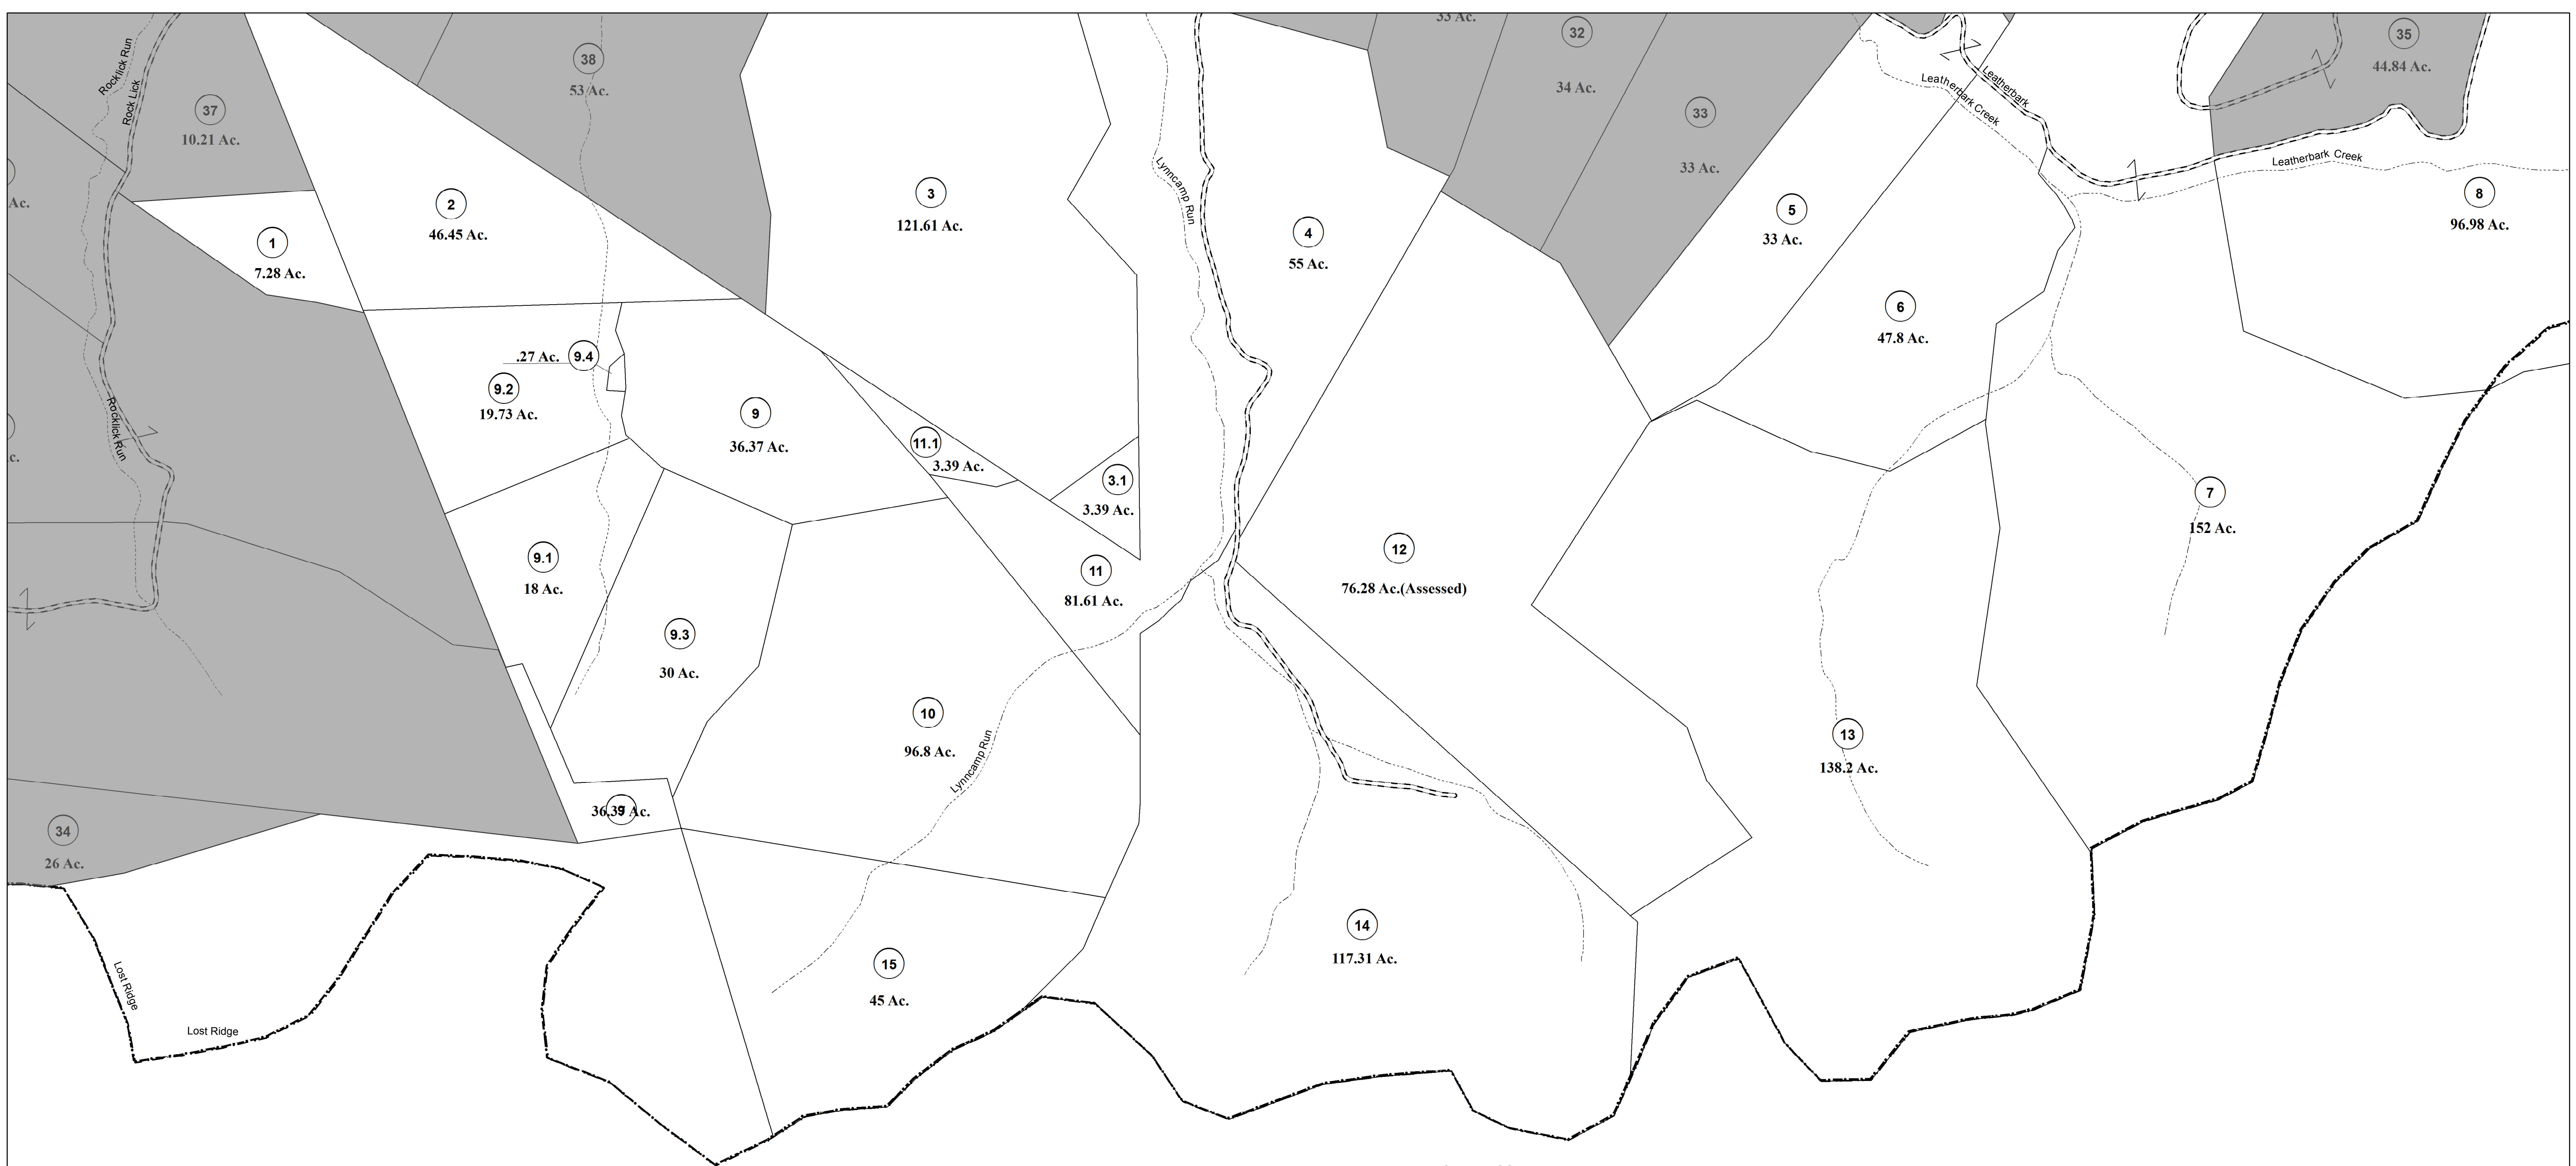 33 Ac.
32
34 Ac.
33
33 Ac.
35
44.84 Ac.
38
53 Ac.
37
10.21 Ac.
Rocklick Run
Rock Lick
Ac.
Leatherbark
Leatherbark Creek
Leatherbark Creek
Lynncamp Run
1
7.28 Ac.
2
46.45 Ac.
3
121.61 Ac.
4
55 Ac.
5
33 Ac.
6
47.8 Ac.
8
96.98 Ac.
.27 Ac.
9.4
9.2
19.73 Ac.
9
36.37 Ac.
11.1
3.39 Ac.
3.1
3.39 Ac.
Rocklick Run
c.
7
152 Ac.
12
76.28 Ac.(Assessed)
9.1
18 Ac.
11
81.61 Ac.
9.3
30 Ac.
10
96.8 Ac.
Lynncamp Run
13
138.2 Ac.
9
36.37 Ac.
34
26 Ac.
14
117.31 Ac.
15
45 Ac.
Lost Ridge
Lost Ridge